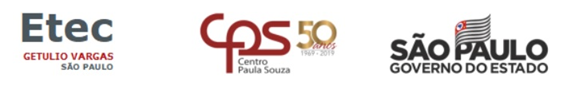 Etec
GETULIO VARGAS
SÃO PAULO
CPS 50
anos
1969 - 2019
Centro
Paula Souza
SÃO PAULO
GOVERNO DO ESTADO